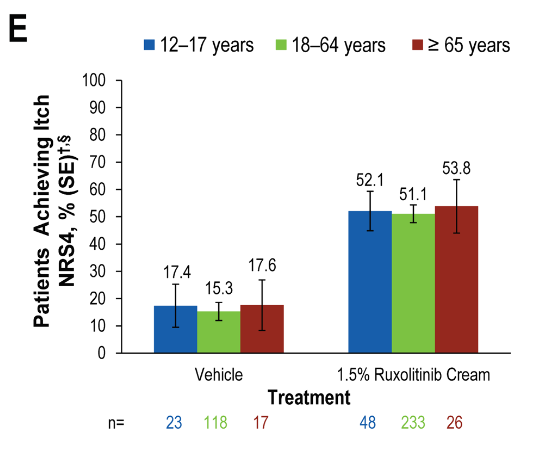 E
12–17 years 18–64 years ≥ 65 years
Patients Achieving Itch
NRS4, % (SE)†,§
100
90
80
70
60
50
40
30
20
10
0
17.4 15.3 17.6
52.1 51.1 53.8
Vehicle 1.5% Ruxolitinib Cream
Treatment
n= 23 118 17 48 233 26